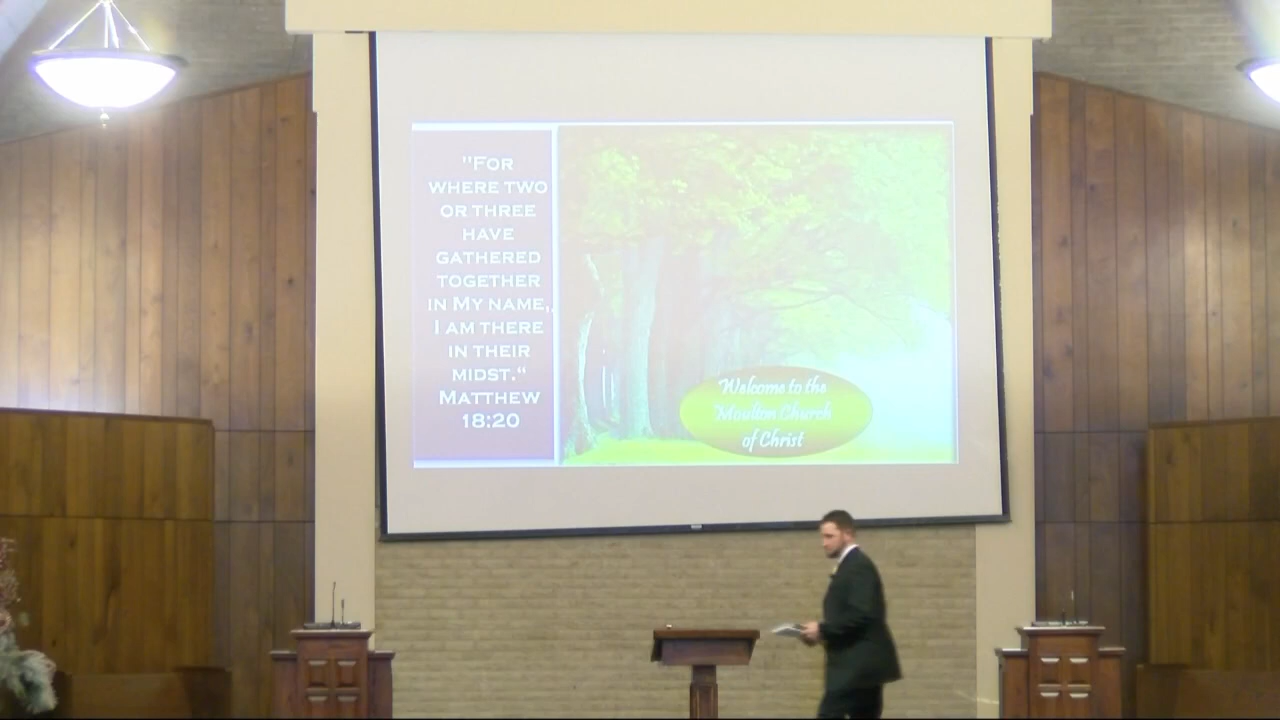 "FOR
WHERE TWO
OR THREE
HAVE
GATHERED
TOGETHER
IN MY NAME,
I AM THERE
IN THEIR
MIDST."
MATTHEW
18:20
Welcome to the
Moulton Church
of Christ